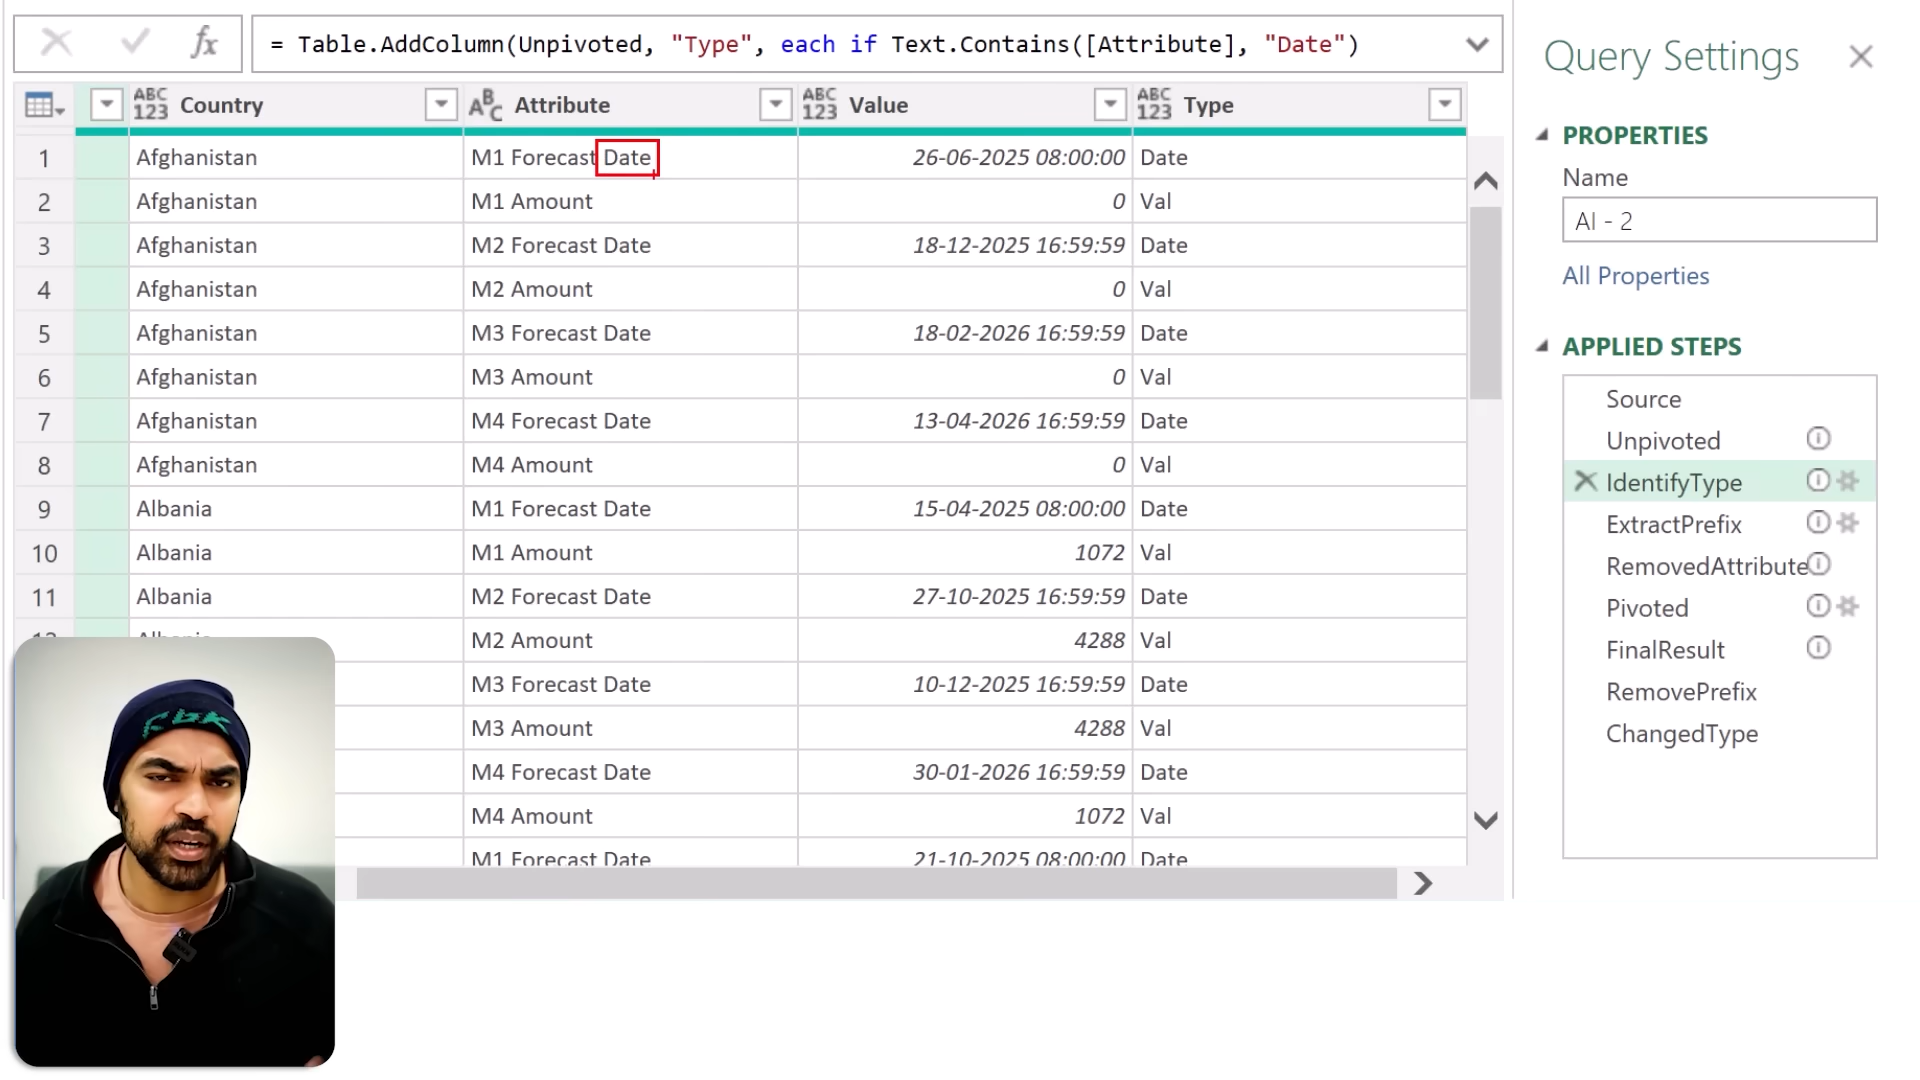 fx
= Table.AddColumn(Unpivoted, "Type", each if Text.Contains([Attribute], "Date")
ABC 123 Country ABC Attribute ABC 123 Value ABC 123 Type
1 Afghanistan M1 Forecast Date 26-06-2025 08:00:00 Date
2 Afghanistan M1 Amount 0 Val
3 Afghanistan M2 Forecast Date 18-12-2025 16:59:59 Date
4 Afghanistan M2 Amount 0 Val
5 Afghanistan M3 Forecast Date 18-02-2026 16:59:59 Date
6 Afghanistan M3 Amount 0 Val
7 Afghanistan M4 Forecast Date 13-04-2026 16:59:59 Date
8 Afghanistan M4 Amount 0 Val
9 Albania M1 Forecast Date 15-04-2025 08:00:00 Date
10 Albania M1 Amount 1072 Val
11 Albania M2 Forecast Date 27-10-2025 16:59:59 Date
M2 Amount 4288 Val
M3 Forecast Date 10-12-2025 16:59:59 Date
M3 Amount 4288 Val
M4 Forecast Date 30-01-2026 16:59:59 Date
M4 Amount 1072 Val
M1 Forecast Date 21-10-2025 08:00:00 Date
Query Settings
PROPERTIES
Name
AI - 2
All Properties
APPLIED STEPS
Source
Unpivoted
IdentifyType
ExtractPrefix
RemovedAttribute
Pivoted
FinalResult
RemovePrefix
ChangedType